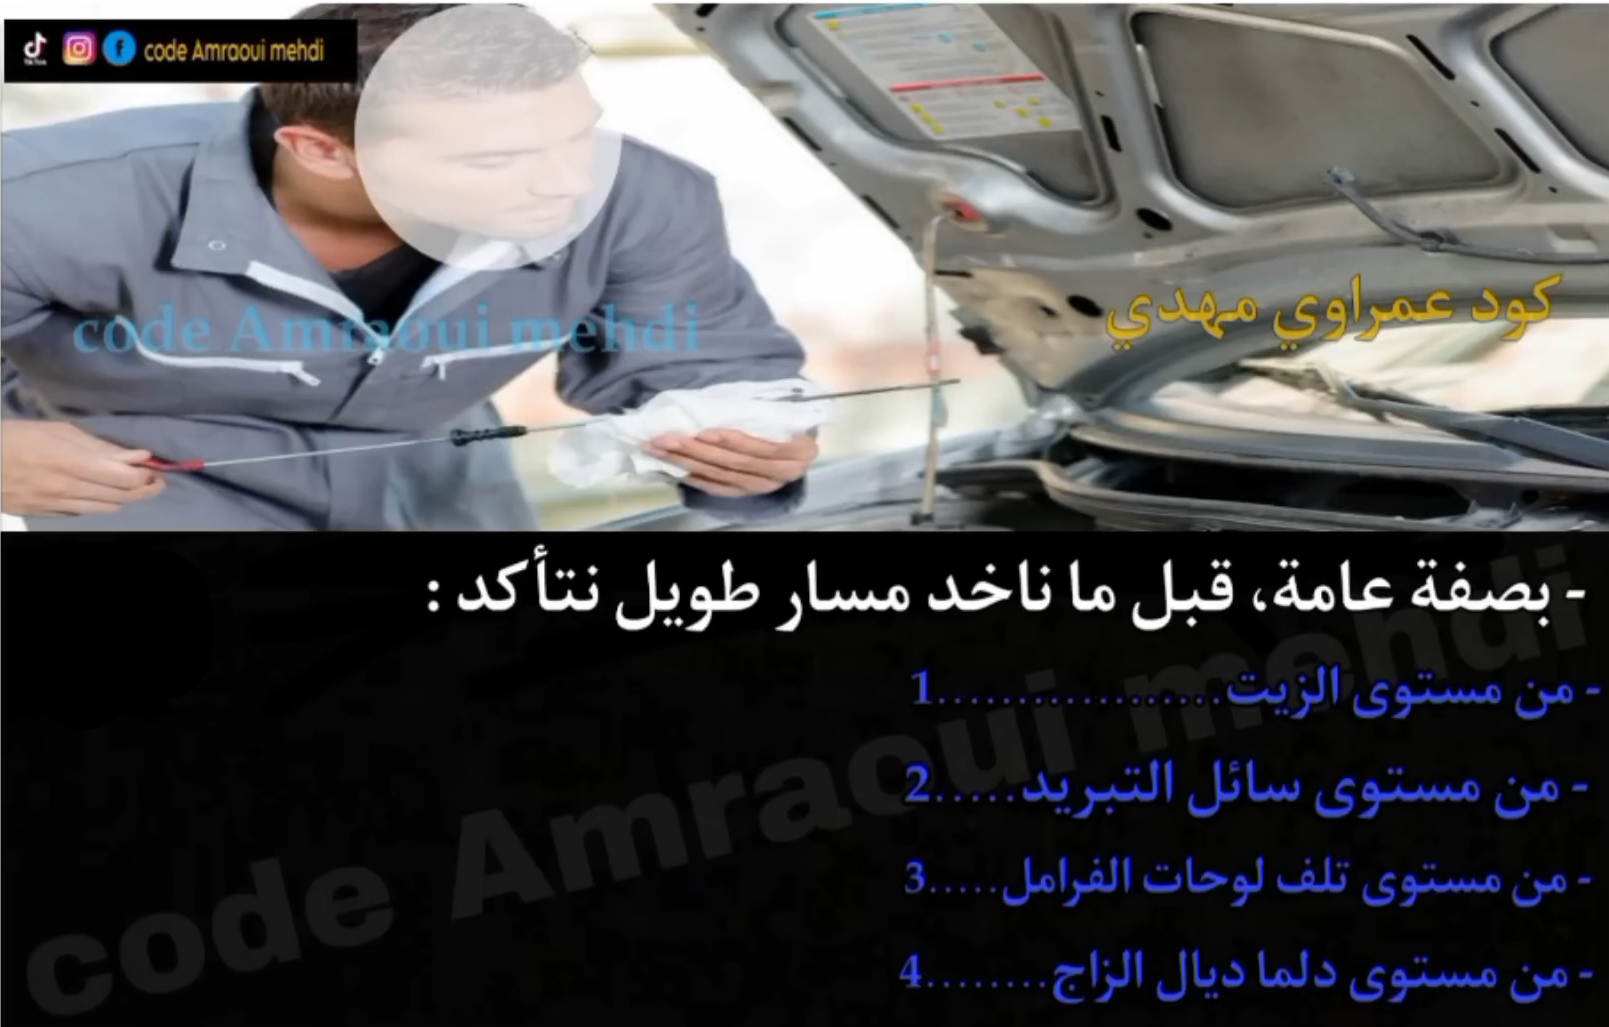 code Amraoui mehdi
code Amraoui mehdi
كود عمراوي مهدي
- بصفة عامة، قبل ما ناخد مسار طويل نتأكد :
- من مستوى الزيت..................1
- من مستوى سائل التبريد.....2
- من مستوى تلف لوحات الفرامل.....3
- من مستوى دلما ديال الزاج........4
code Amraoui mehdi